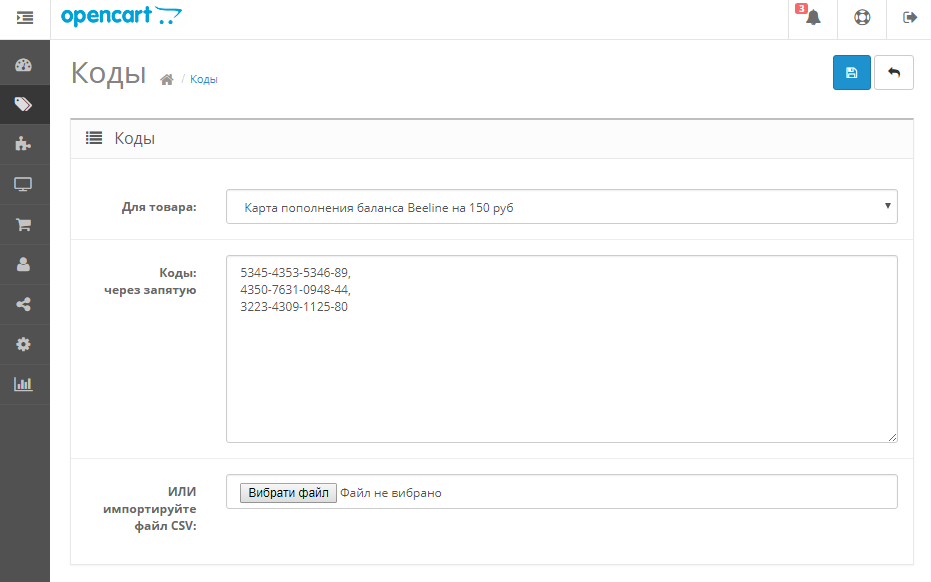 opencart
3
Коды
/ Коды
Коды
Для товара:
Карта пополнения баланса Beeline на 150 руб
Коды:
через запятую
5345-4353-5346-89,
4350-7631-0948-44,
3223-4309-1125-80
ИЛИ
импортируйте
файл CSV:
Вибрати файл Файл не вибрано